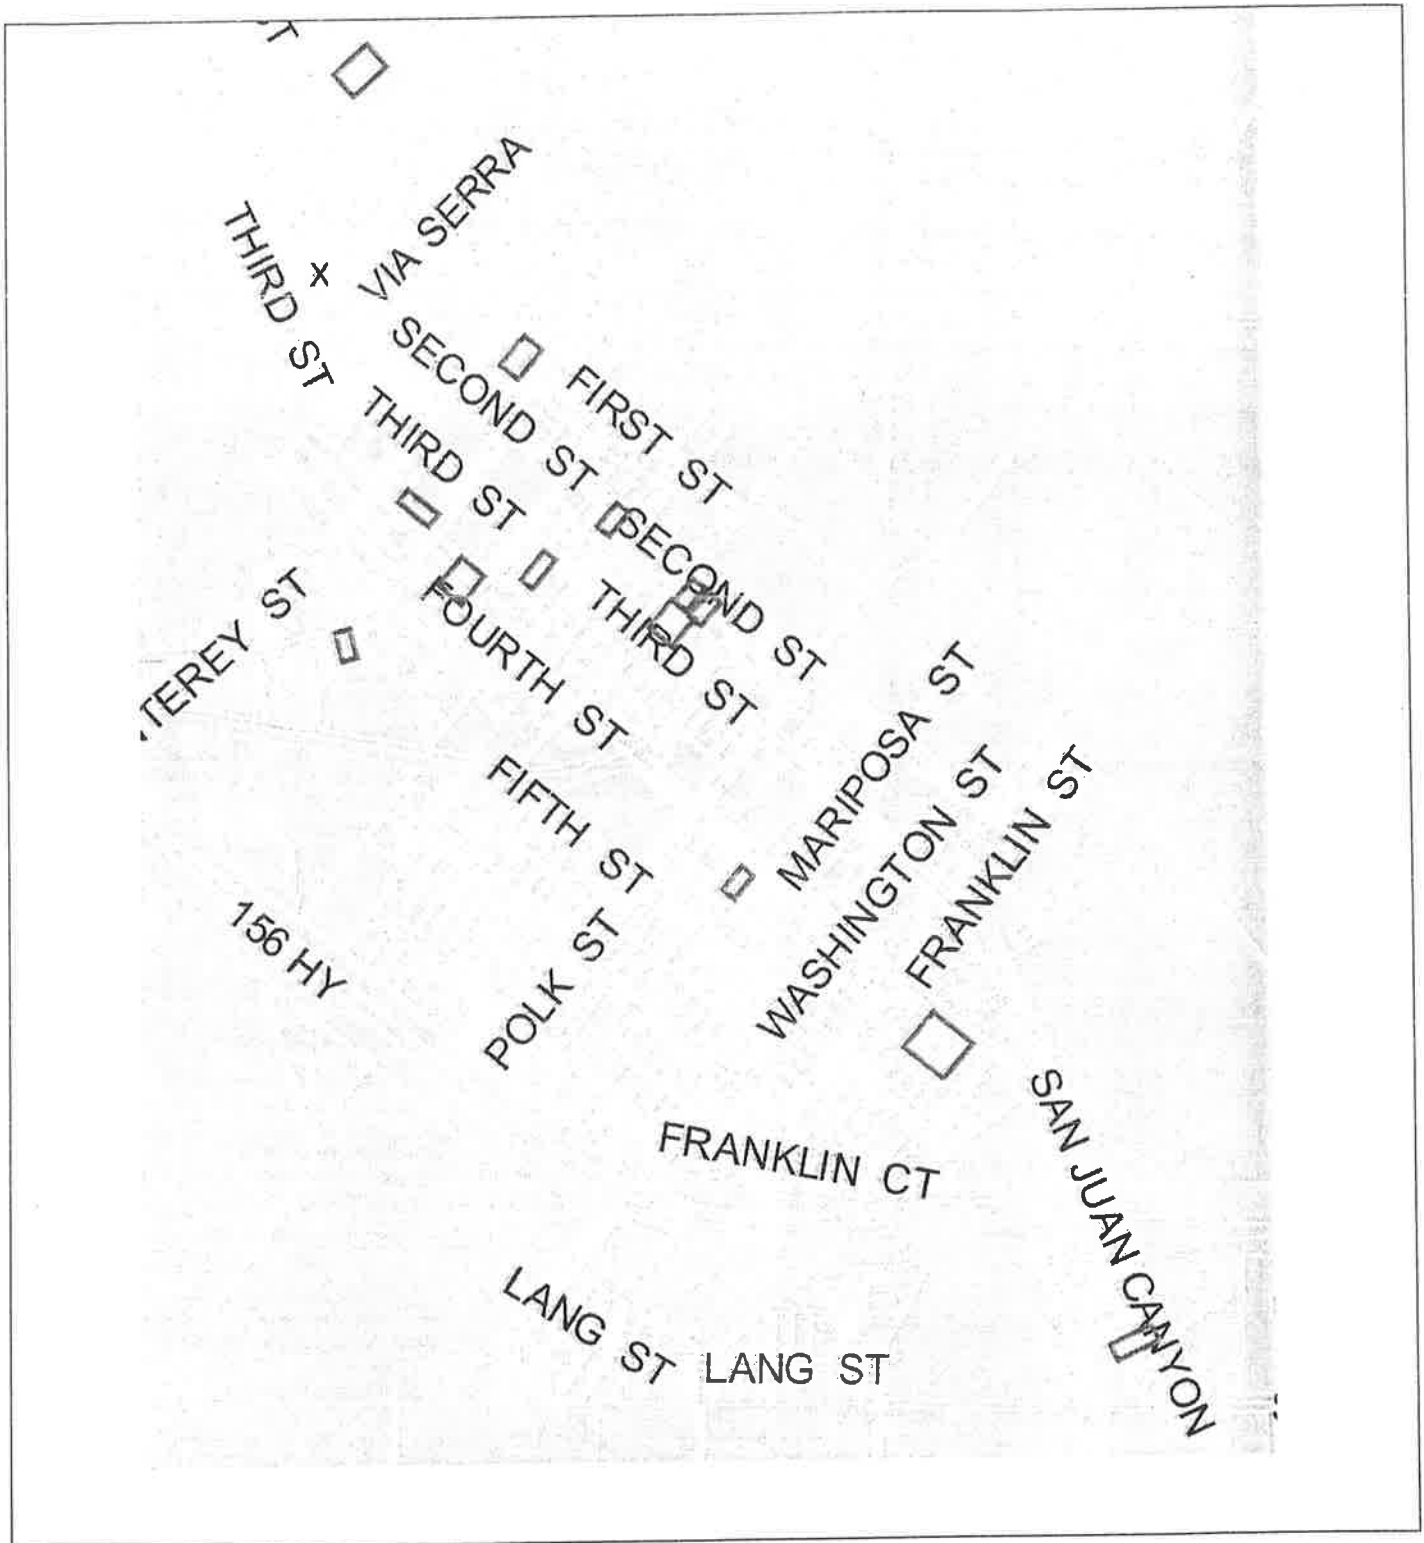 ST
VIA SERRA
THIRD ST
X
SECOND ST
FIRST ST
THIRD ST
SECOND ST
THIRD ST
FOURTH ST
TEREY ST
MARIPOSA ST
WASHINGTON ST
FRANKLIN ST
FIFTH ST
156 HY
POLK ST
SAN JUAN CANYON
FRANKLIN CT
LANG ST
LANG ST